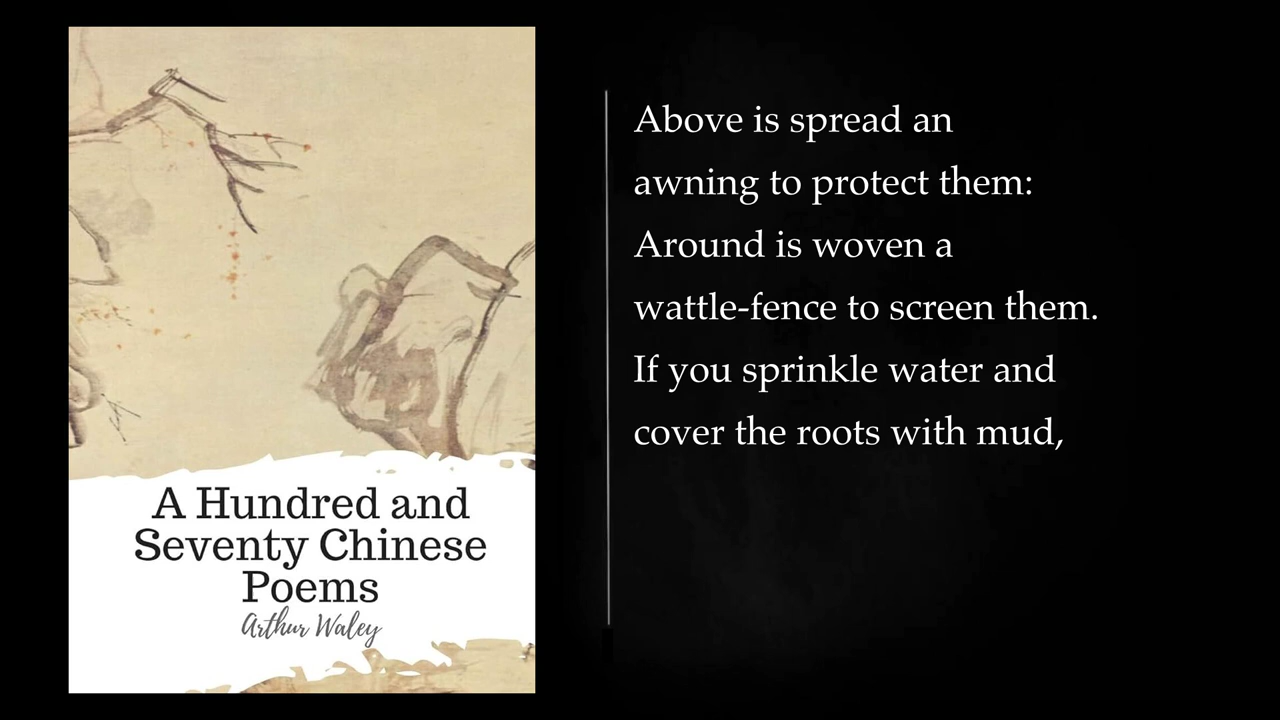 A Hundred and
Seventy Chinese
Poems
Arthur Waley
Above is spread an
awning to protect them:
Around is woven a
wattle-fence to screen them.
If you sprinkle water and
cover the roots with mud,